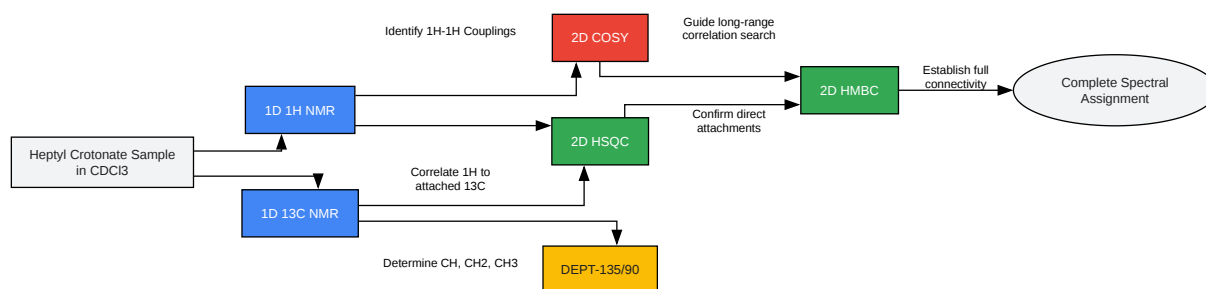 Identify 1H-1H Couplings
2D COSY
Guide long-range
correlation search
1D 1H NMR
2D HMBC
Establish full
connectivity
Complete Spectral
Assignment
Heptyl Crotonate Sample
in CDCl3
2D HSQC
Confirm direct
attachments
Correlate 1H to
attached 13C
1D 13C NMR
Determine CH, CH2, CH3
DEPT-135/90